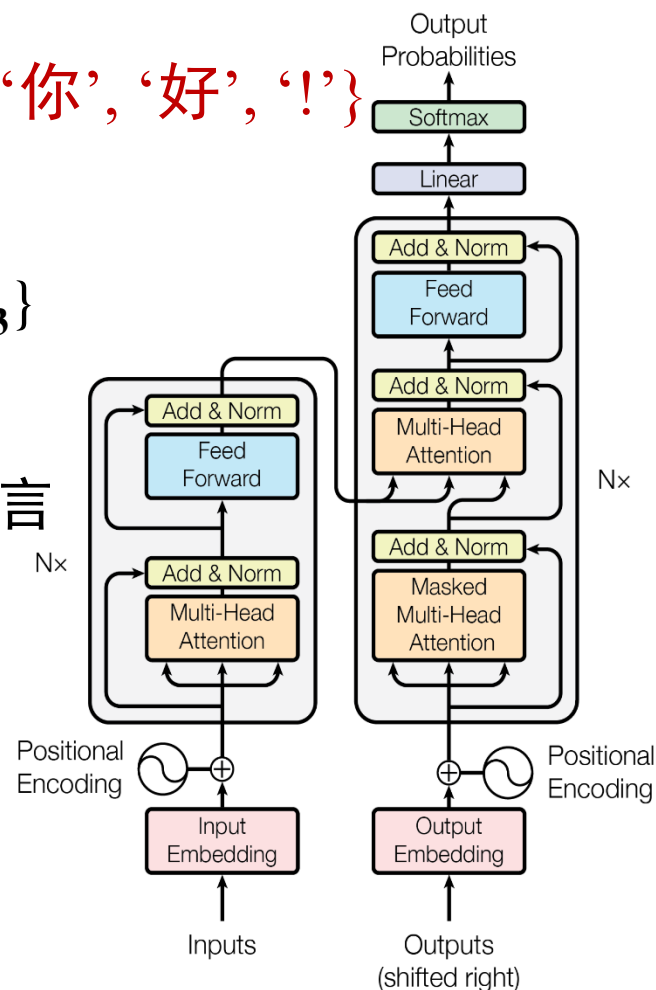 Output
Probabilities
‘你’, ‘好’, ‘!’}
Softmax
Linear
Add & Norm
Feed
Forward
3}
Add & Norm
Multi-Head
Attention
Add & Norm
Feed
Forward
言
N×
N×
Add & Norm
Masked
Multi-Head
Attention
Add & Norm
Multi-Head
Attention
Positional
Encoding
Positional
Encoding
Input
Embedding
Output
Embedding
Inputs
Outputs
(shifted right)